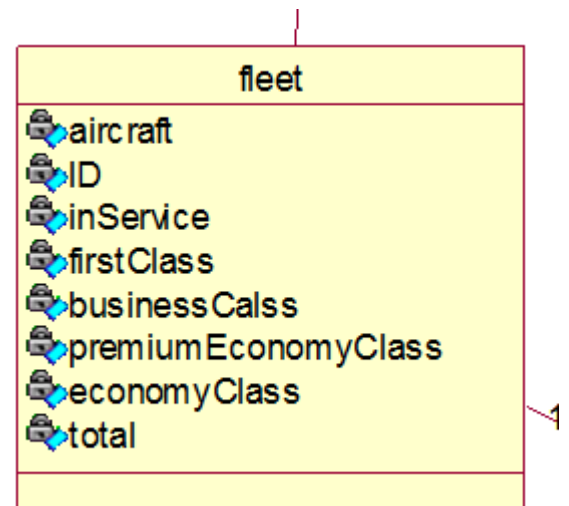 fleet
aircraft
ID
inService
firstClass
businessCalss
premiumEconomyClass
economyClass
total
1